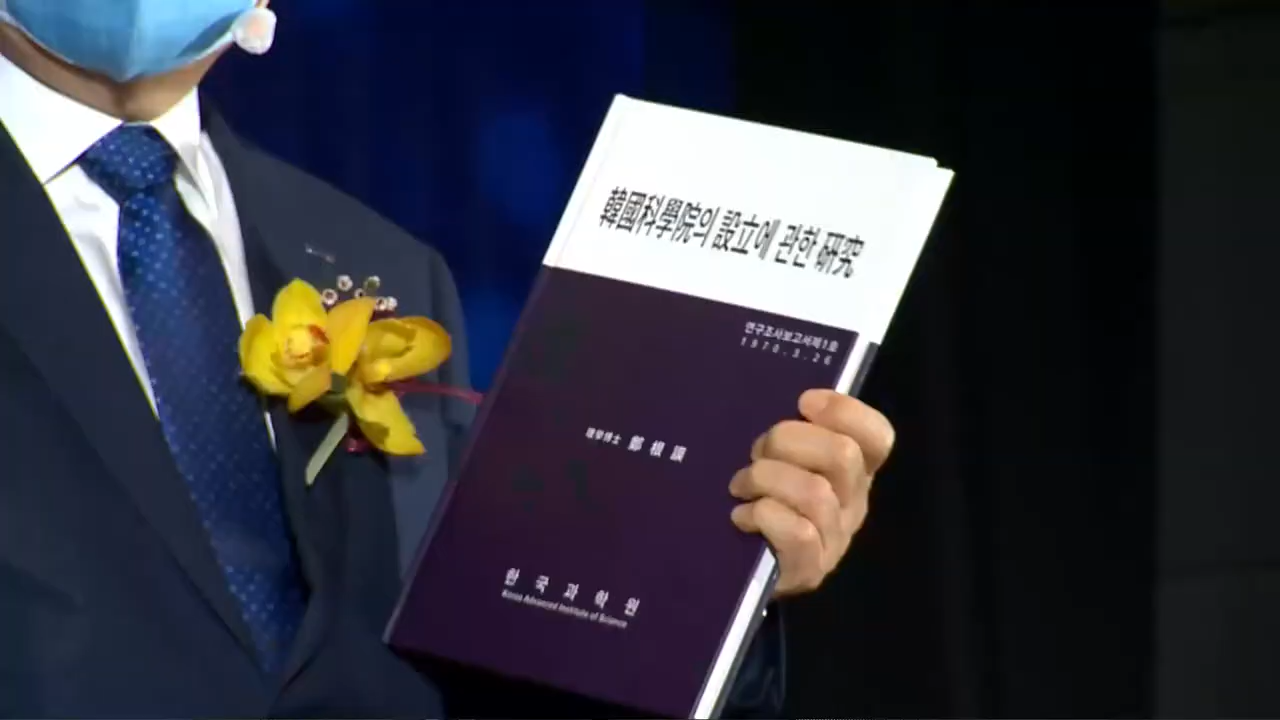 韓國科學院의 設立에 관한 研究
연구조사보고서제1호
1970.3.26
理學博士 鄭根謨
한국과학원
Korea Advanced Institute of Science